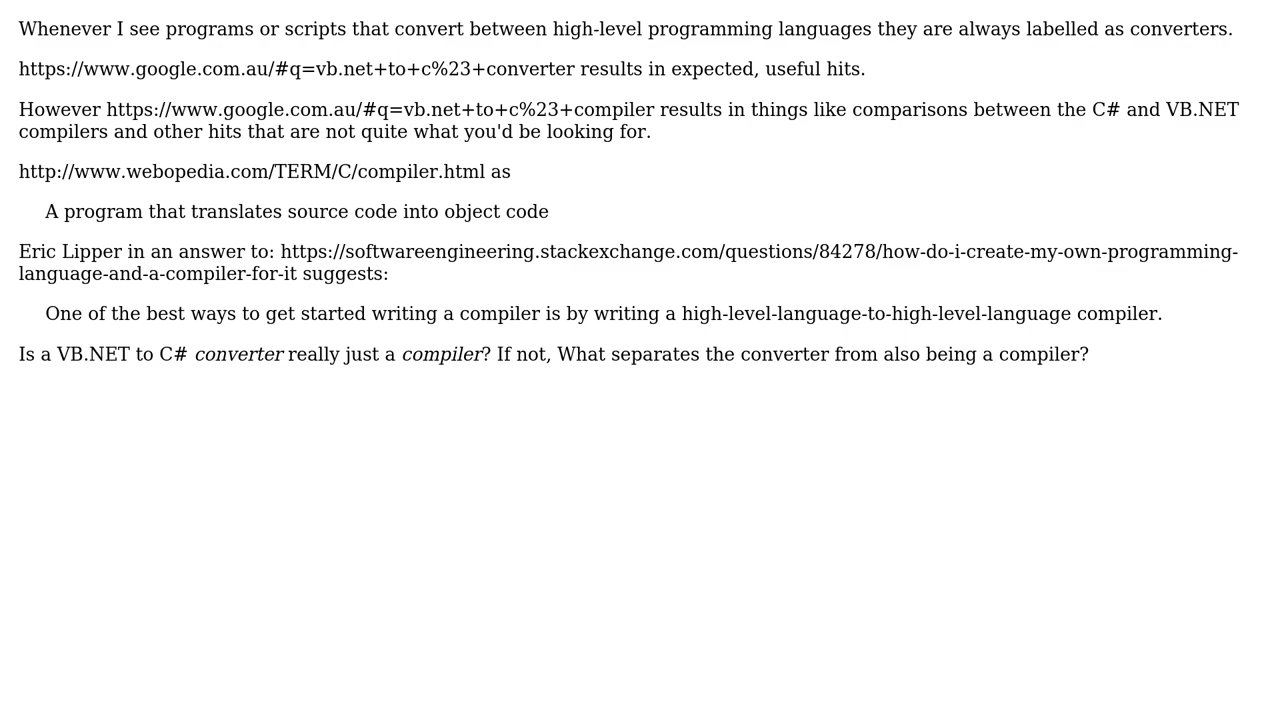 Whenever I see programs or scripts that convert between high-level programming languages they are always labelled as converters.
https://www.google.com.au/#q=vb.net+to+c%23+converter results in expected, useful hits.
However https://www.google.com.au/#q=vb.net+to+c%23+compiler results in things like comparisons between the C# and VB.NET
compilers and other hits that are not quite what you'd be looking for.
http://www.webopedia.com/TERM/C/compiler.html as
A program that translates source code into object code
Eric Lipper in an answer to: https://softwareengineering.stackexchange.com/questions/84278/how-do-i-create-my-own-programming-
language-and-a-compiler-for-it suggests:
One of the best ways to get started writing a compiler is by writing a high-level-language-to-high-level-language compiler.
Is a VB.NET to C# converter really just a compiler? If not, What separates the converter from also being a compiler?